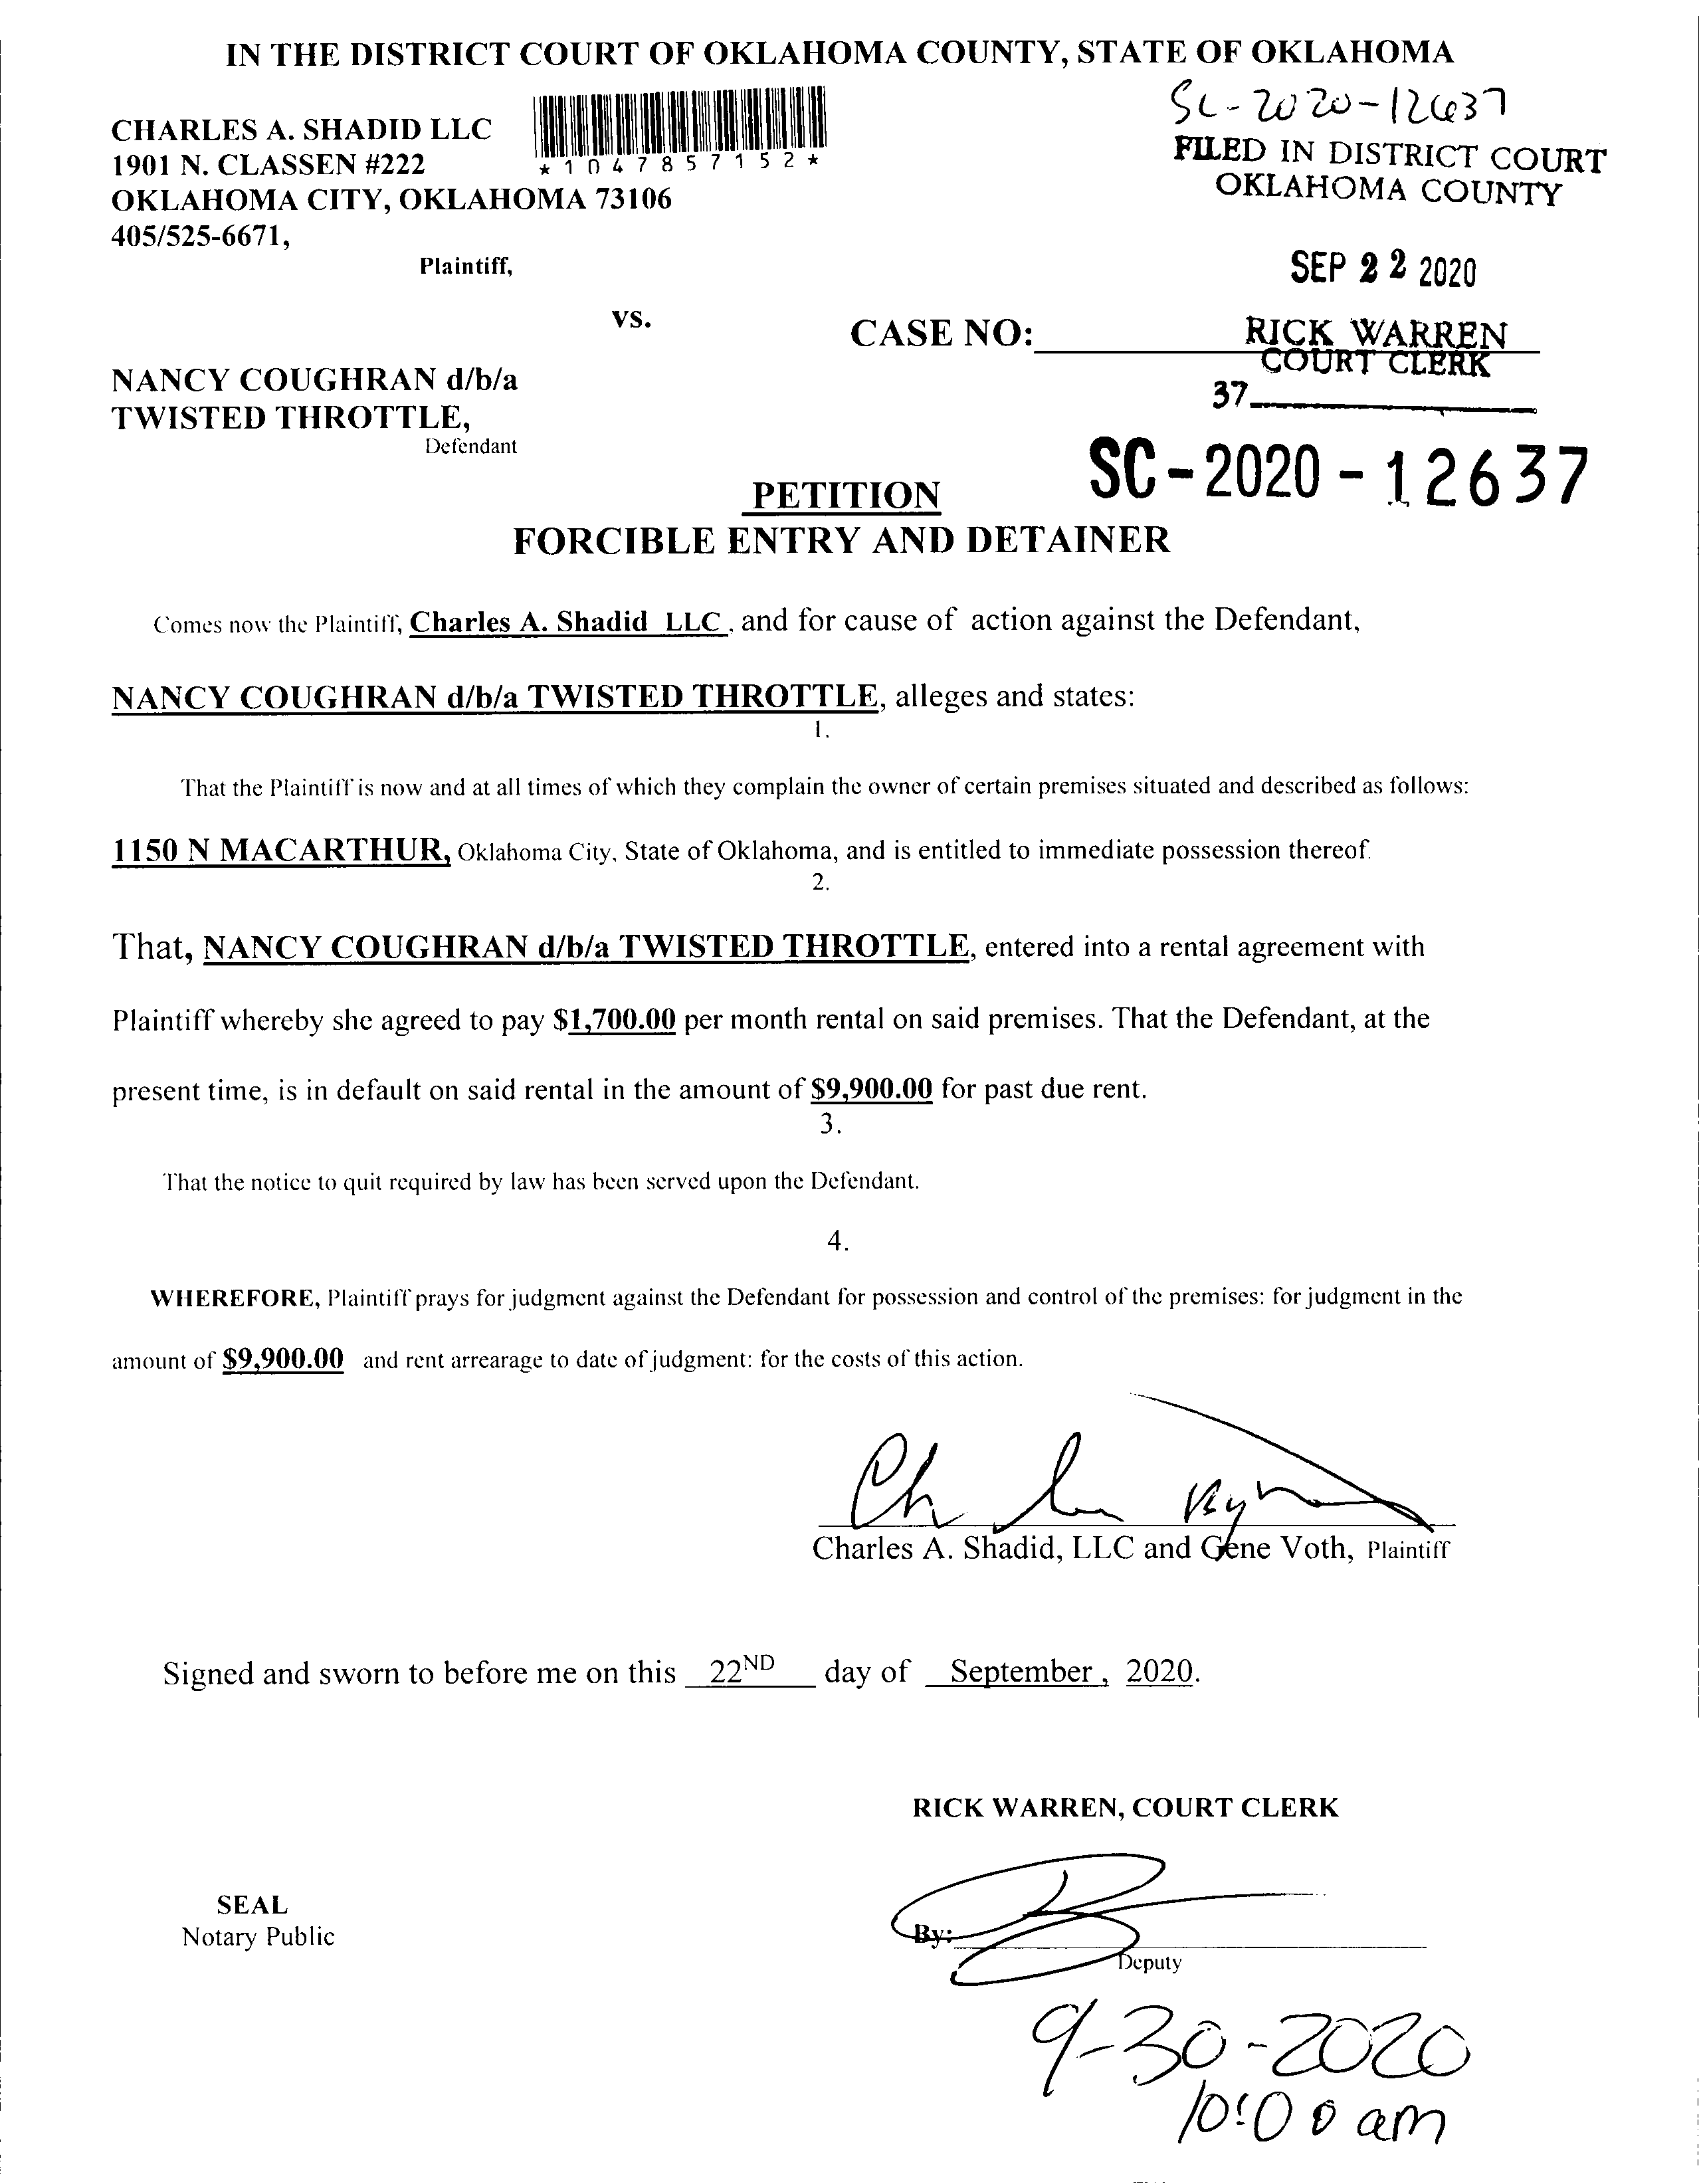 IN THE DISTRICT COURT OF OKLAHOMA COUNTY, STATE OF OKLAHOMA
SC-2020-12637
CHARLES A. SHADID LLC
1901 N. CLASSEN #222
*1047857152*
FILED IN DISTRICT COURT
OKLAHOMA COUNTY
OKLAHOMA CITY, OKLAHOMA 73106
405/525-6671,
Plaintiff,
SEP 22 2020
vs.
CASE NO:
RICK WARREN
COURT CLERK
NANCY COUGHRAN d/b/a
37
TWISTED THROTTLE,
Defendant
SC-2020-12637
PETITION
FORCIBLE ENTRY AND DETAINER
Comes now the Plaintiff, Charles A. Shadid LLC, and for cause of action against the Defendant,
NANCY COUGHRAN d/b/a TWISTED THROTTLE, alleges and states:
1.
That the Plaintiff is now and at all times of which they complain the owner of certain premises situated and described as follows:
1150 N MACARTHUR, Oklahoma City, State of Oklahoma, and is entitled to immediate possession thereof.
2.
That, NANCY COUGHRAN d/b/a TWISTED THROTTLE, entered into a rental agreement with
Plaintiff whereby she agreed to pay $1,700.00 per month rental on said premises. That the Defendant, at the
present time, is in default on said rental in the amount of $9,900.00 for past due rent.
3.
That the notice to quit required by law has been served upon the Defendant.
4.
WHEREFORE, Plaintiff prays for judgment against the Defendant for possession and control of the premises: for judgment in the
amount of $9,900.00 and rent arrearage to date of judgment: for the costs of this action.
Charles A. Shadid, LLC and Gene Voth, Plaintiff
Signed and sworn to before me on this 22ND day of September, 2020.
RICK WARREN, COURT CLERK
SEAL
Notary Public
By:
Deputy
9-30-2020
10:00 am